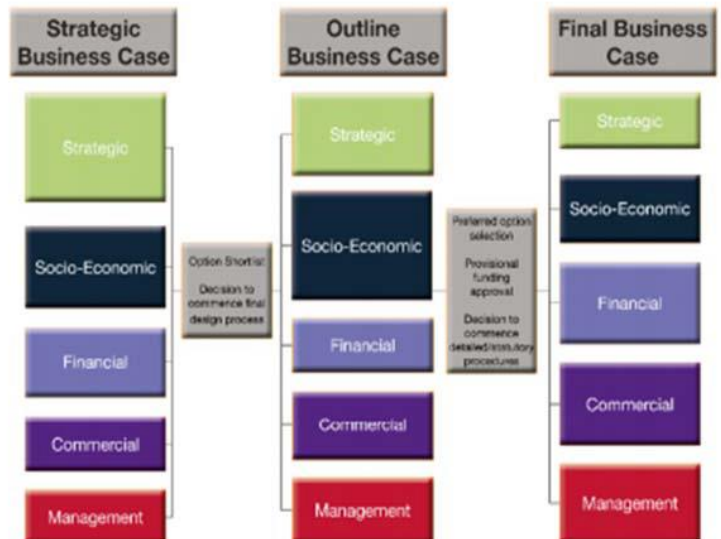 Strategic
Business Case
Strategic
Socio-Economic
Financial
Commercial
Management
Option Shortlist
Decision to
commence final
design process
Outline
Business Case
Strategic
Socio-Economic
Financial
Commercial
Management
Preferred option
selection
Provisional
funding
approval
Decision to
commence
detailed/statutory
procedures
Final Business
Case
Strategic
Socio-Economic
Financial
Commercial
Management